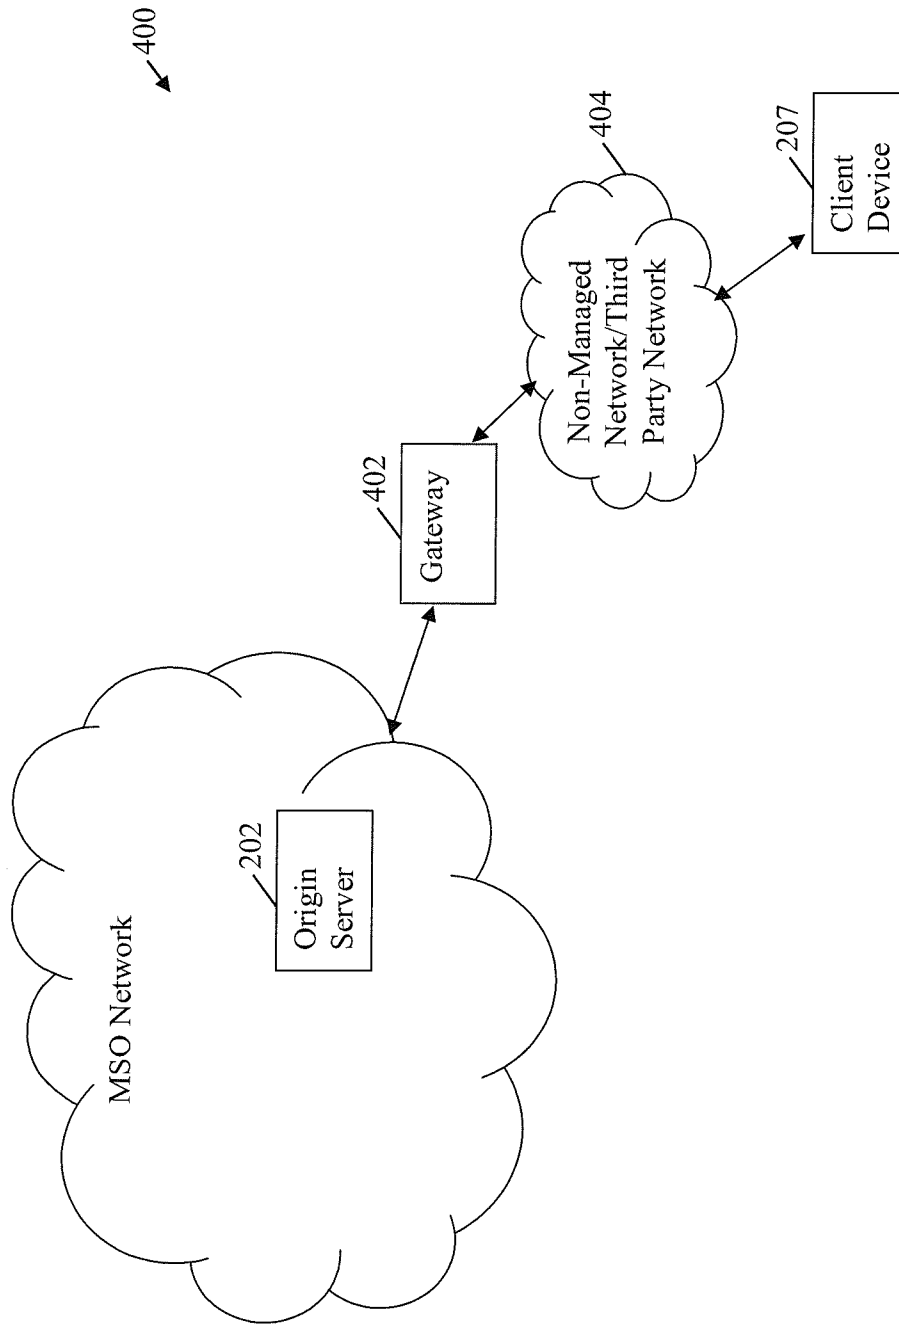 400
MSO Network
202
Origin
Server
402
Gateway
404
Non-Managed
Network/Third
Party Network
207
Client
Device